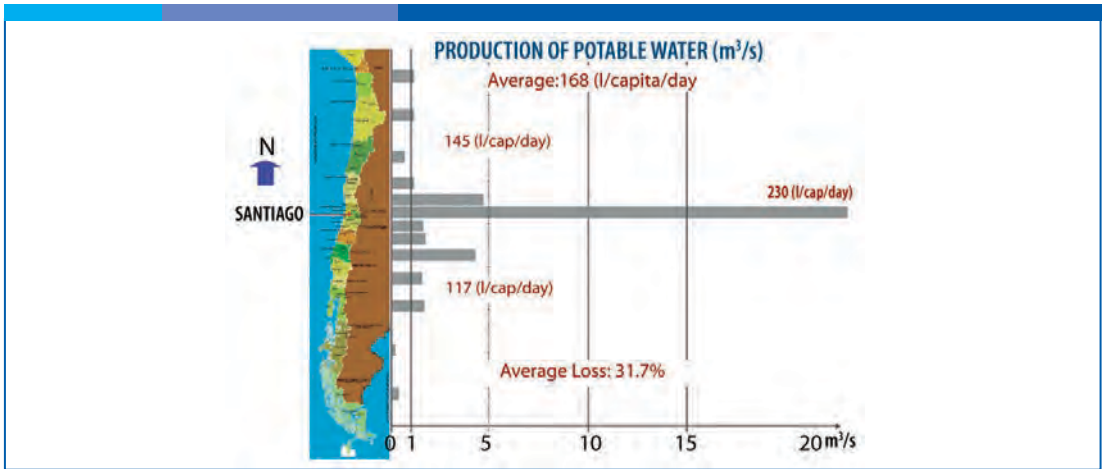 PRODUCTION OF POTABLE WATER (m³/s)
Average:168 (l/capita/day
145 (l/cap/day)
N
230 (l/cap/day)
SANTIAGO
117 (l/cap/day)
Average Loss: 31.7%
0 1 5 10 15 20 m³/s